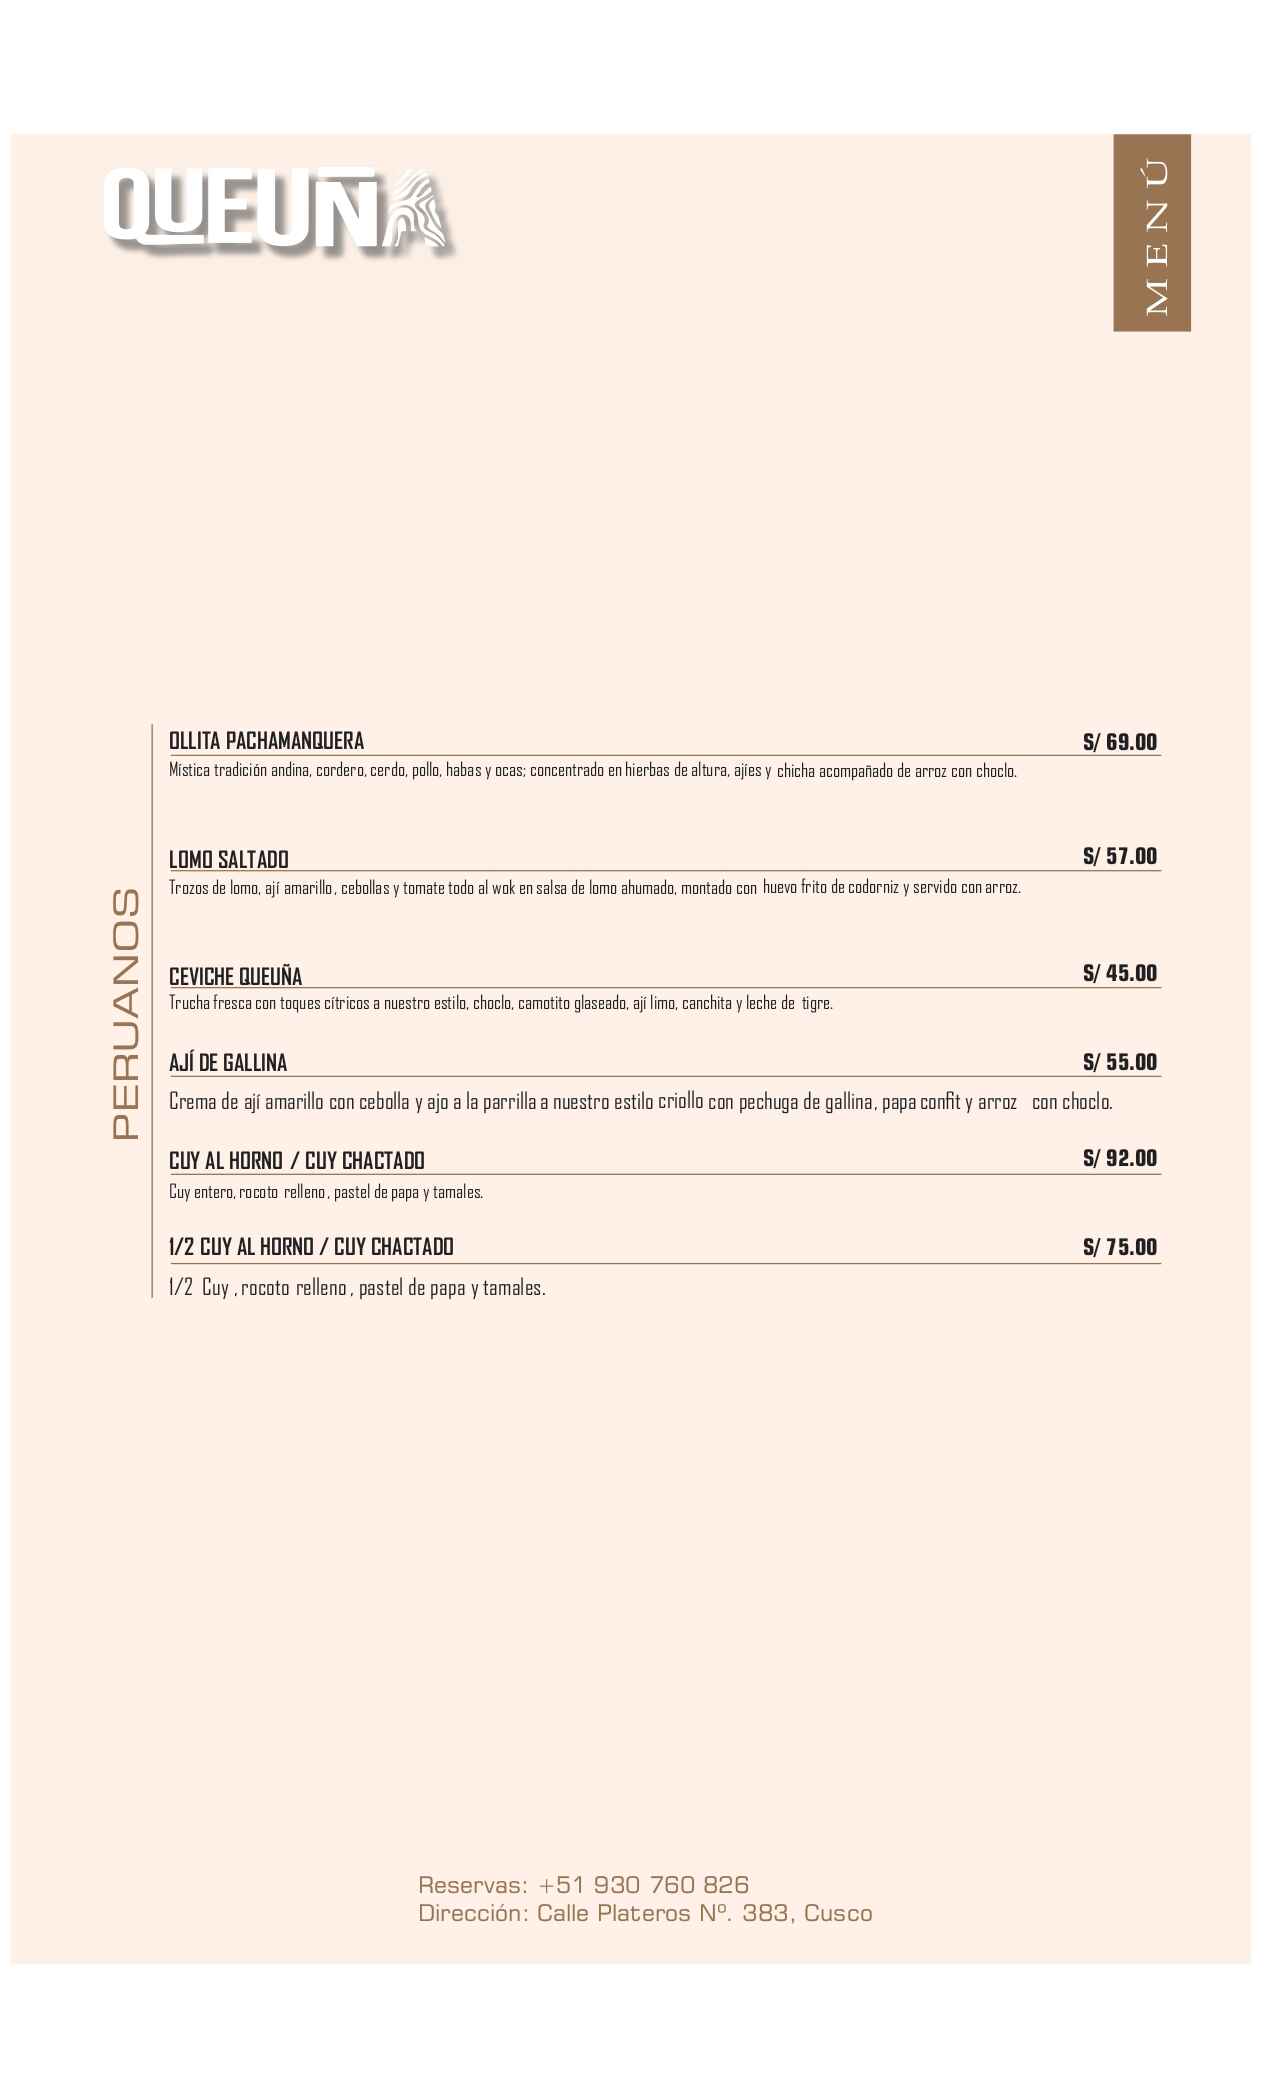 QUEUÑA
MENÚ
PERUANOS
OLLITA PACHAMANQUERA S/ 69.00
Mística tradición andina, cordero, cerdo, pollo, habas y ocas; concentrado en hierbas de altura, ajíes y chicha acompañado de arroz con choclo.
LOMO SALTADO S/ 57.00
Trozos de lomo, ají amarillo, cebollas y tomate todo al wok en salsa de lomo ahumado, montado con huevo frito de codorniz y servido con arroz.
CEVICHE QUEUÑA S/ 45.00
Trucha fresca con toques cítricos a nuestro estilo, choclo, camotito glaseado, ají limo, canchita y leche de tigre.
AJÍ DE GALLINA S/ 55.00
Crema de ají amarillo con cebolla y ajo a la parrilla a nuestro estilo criollo con pechuga de gallina, papa confit y arroz con choclo.
CUY AL HORNO / CUY CHACTADO S/ 92.00
Cuy entero, rocoto relleno, pastel de papa y tamales.
1/2 CUY AL HORNO / CUY CHACTADO S/ 75.00
1/2 Cuy , rocoto relleno , pastel de papa y tamales.
Reservas: +51 930 760 826
Dirección: Calle Plateros Nº. 383, Cusco